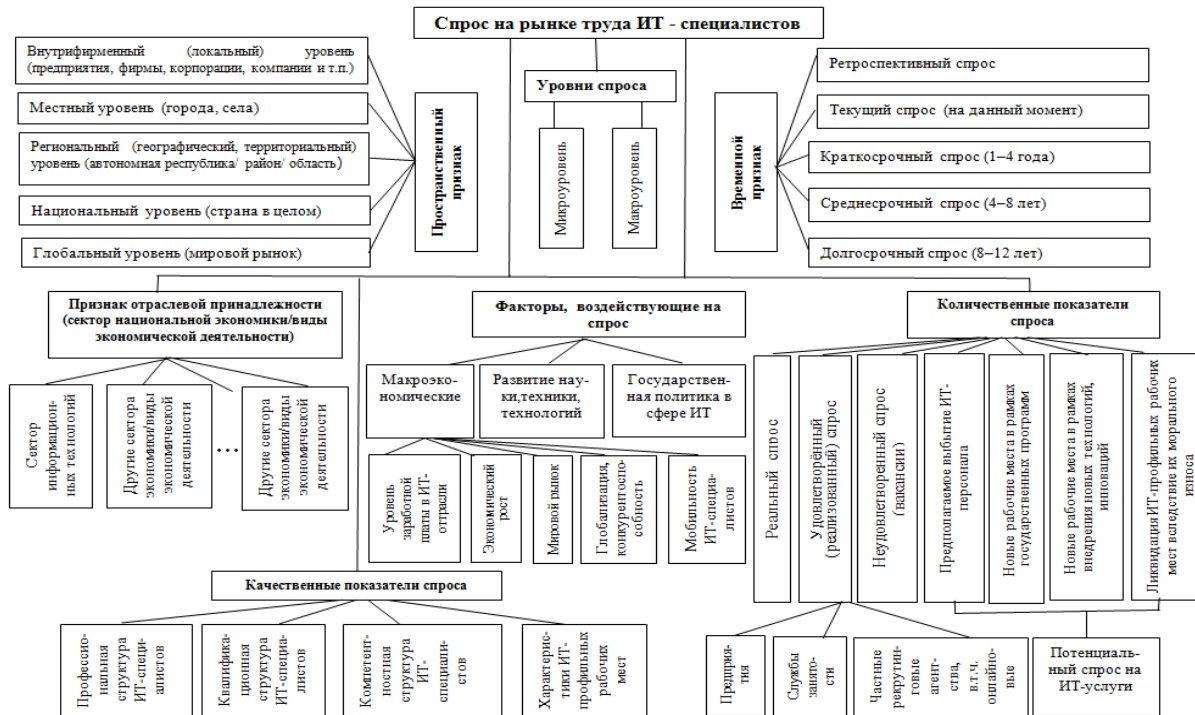 Спрос на рынке труда ИТ - специалистов
Внутрифирменный (локальный) уровень
(предприятия, фирмы, корпорации, компании и т.п.)
Местный уровень (города, села)
Региональный (географический, территориальный)
уровень (автономная республика/ район/ область)
Национальный уровень (страна в целом)
Глобальный уровень (мировой рынок)
Пространственный
признак
Уровни спроса
Микроуровень
Макроуровень
Временной
признак
Ретроспективный спрос
Текущий спрос (на данный момент)
Краткосрочный спрос (1–4 года)
Среднесрочный спрос (4–8 лет)
Долгосрочный спрос (8–12 лет)
Признак отраслевой принадлежности
(сектор национальной экономики/виды
экономической деятельности)
Сектор
информацион-
ных технологий
Другие сектора
экономики/виды
экономической
деятельности
...
Другие сектора
экономики/виды
экономической
деятельности
Факторы, воздействующие на
спрос
Макроэко-
номические
Развитие нау-
ки,техники,
технологий
Государствен-
ная политика в
сфере ИТ
Уровень
заработной
платы в ИТ-
отрасли
Экономический
рост
Мировой рынок
Глобализация,
конкурентоспо-
собность
Мобильность
ИТ-специа-
листов
Количественные показатели
спроса
Реальный спрос
Удовлетворённый
(реализованный) спрос
Неудовлетворенный спрос
(вакансии)
Предполагаемое выбытие ИТ-
персонала
Новые рабочие места в рамках
государственных программ
Новые рабочие места в рамках
внедрения новых технологий,
инноваций
Ликвидация ИТ-профильных рабочих
мест вследствие их морального
износа
Качественные показатели спроса
Професси-
ональная
структура
ИТ-специ-
алистов
Квалифика-
ционная
структура
ИТ-специа-
листов
Компетент-
ностная
структура
ИТ-
специали-
стов
Характерис-
тики ИТ-
профильных
рабочих
мест
Предприя-
тия
Службы
занято-
сти
Частные
рекрутин-
говые
агент-
ства,
в.т.ч.
онлайно-
вые
Потенциаль-
ный спрос на
ИТ-услуги